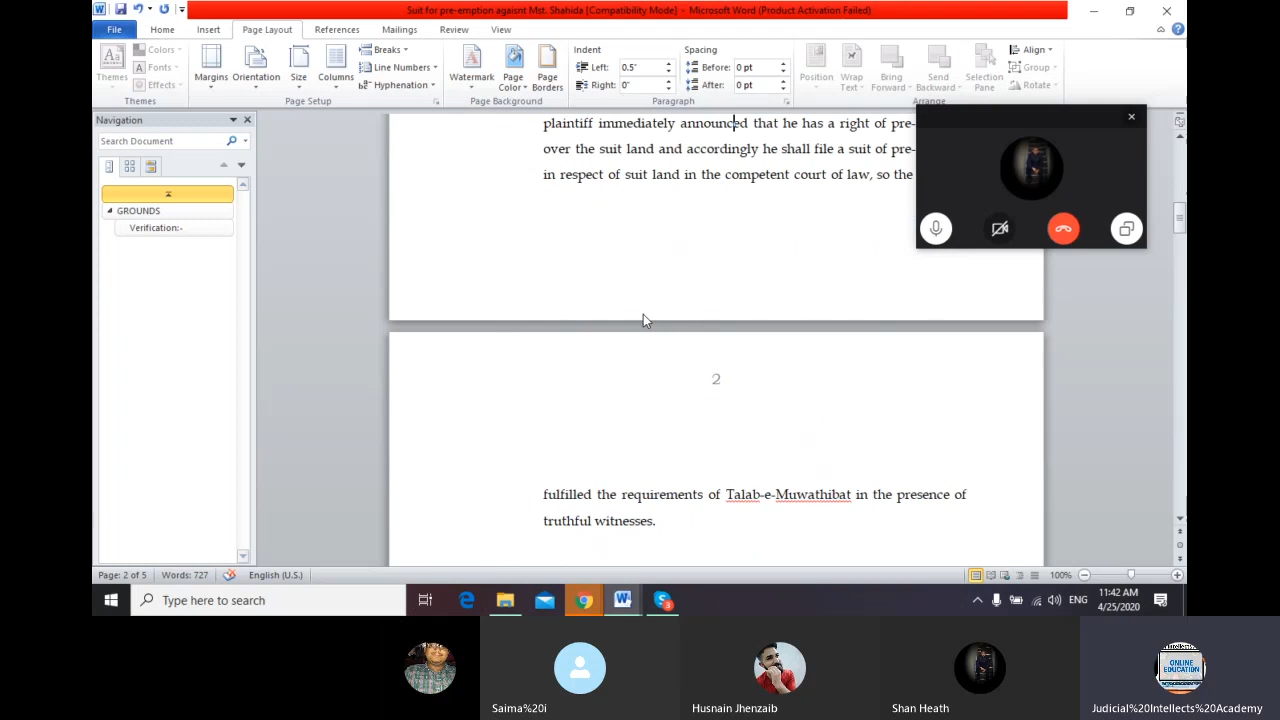 Suit for pre-emption agaisnt Mst. Shahida [Compatibility Mode] - Microsoft Word (Product Activation Failed)
File Home Insert Page Layout References Mailings Review View
Themes
Colors
Fonts
Effects
Themes
Margins Orientation Size Columns
Breaks
Line Numbers
Hyphenation
Page Setup
Watermark Page Color Page Borders
Page Background
Indent
Left: 0.5"
Right: 0"
Spacing
Before: 0 pt
After: 0 pt
Paragraph
Position Wrap Text Bring Forward Send Backward Selection Pane
Align
Group
Rotate
Arrange
Navigation
Search Document
GROUNDS
Verification:-
plaintiff immediately announced that he has a right of pre-
over the suit land and accordingly he shall file a suit of pre-
in respect of suit land in the competent court of law, so the
2
fulfilled the requirements of Talab-e-Muwathibat in the presence of
truthful witnesses.
Page: 2 of 5 Words: 727 English (U.S.) 100%
Type here to search
3
ENG
11:42 AM
4/25/2020
ONLINE
EDUCATION
Saima%20i
Husnain Jhenzaib
Shan Heath
Judicial%20Intellects%20Academy